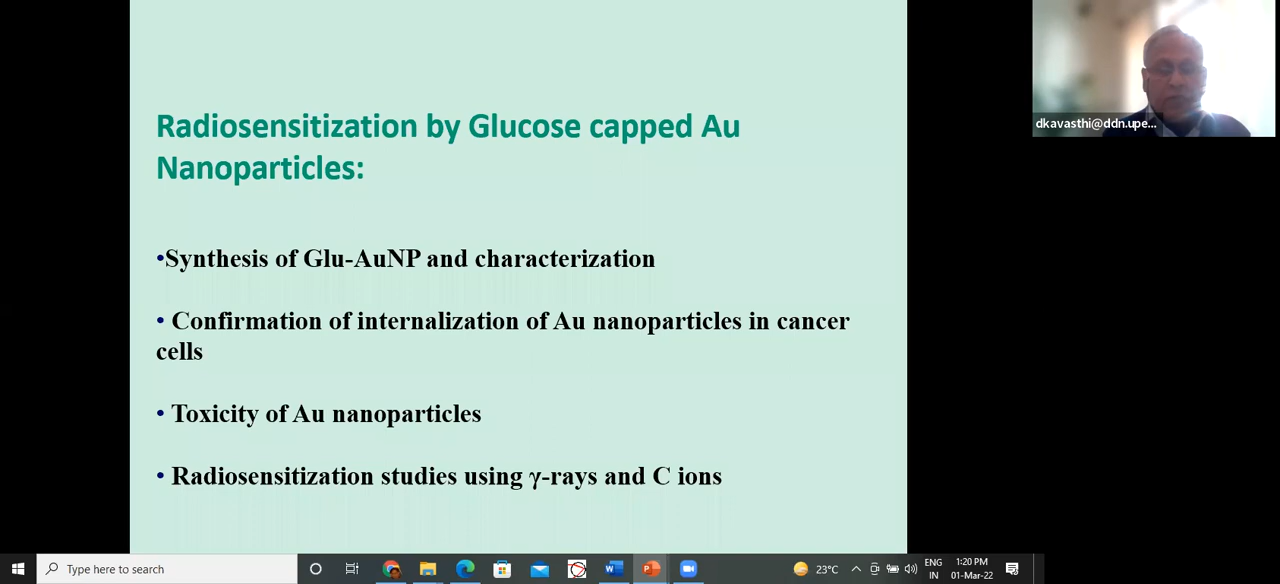 dkavasthi@ddn.upe...
Radiosensitization by Glucose capped Au
Nanoparticles:
•Synthesis of Glu-AuNP and characterization
• Confirmation of internalization of Au nanoparticles in cancer
cells
• Toxicity of Au nanoparticles
• Radiosensitization studies using γ-rays and C ions
Type here to search
23°C
ENG
IN
1:20 PM
01-Mar-22